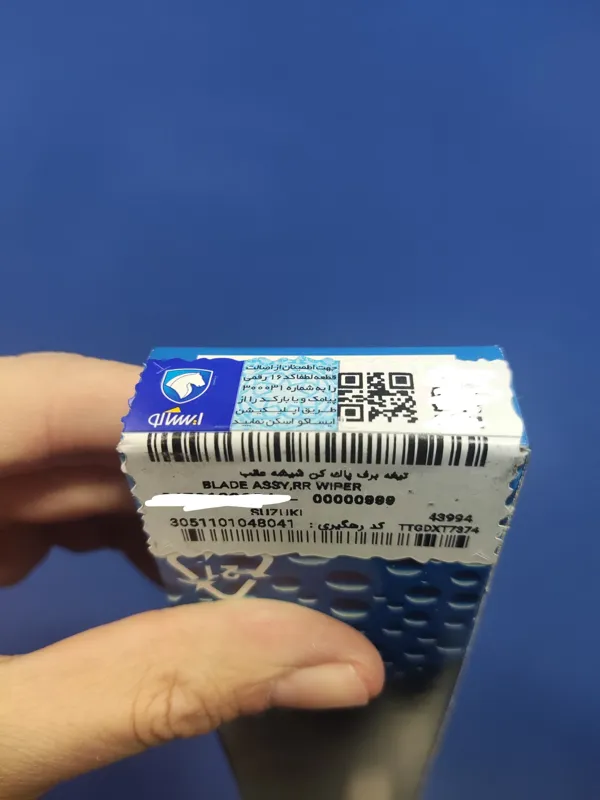 ایساکو
جهت اطمینان از اصالت
قطعه لطفا کد ۱۶ رقمی
را به شماره ۳۰۰۰۳۱
پیامک و یا بارکد را از
طریق اپلیکیشن
ایساکو اسکن نمایید
تیغه برف پاک کن شیشه عقب
BLADE ASSY,RR WIPER
- 00000999
SUZUKI
43994
3051101048041 کد رهگیری : TTGDXT7374